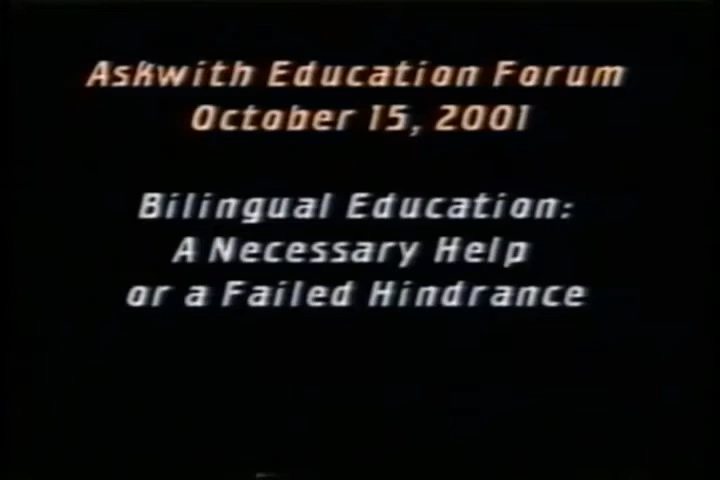 Askwith Education Forum
October 15, 2001
Bilingual Education:
A Necessary Help
or a Failed Hindrance